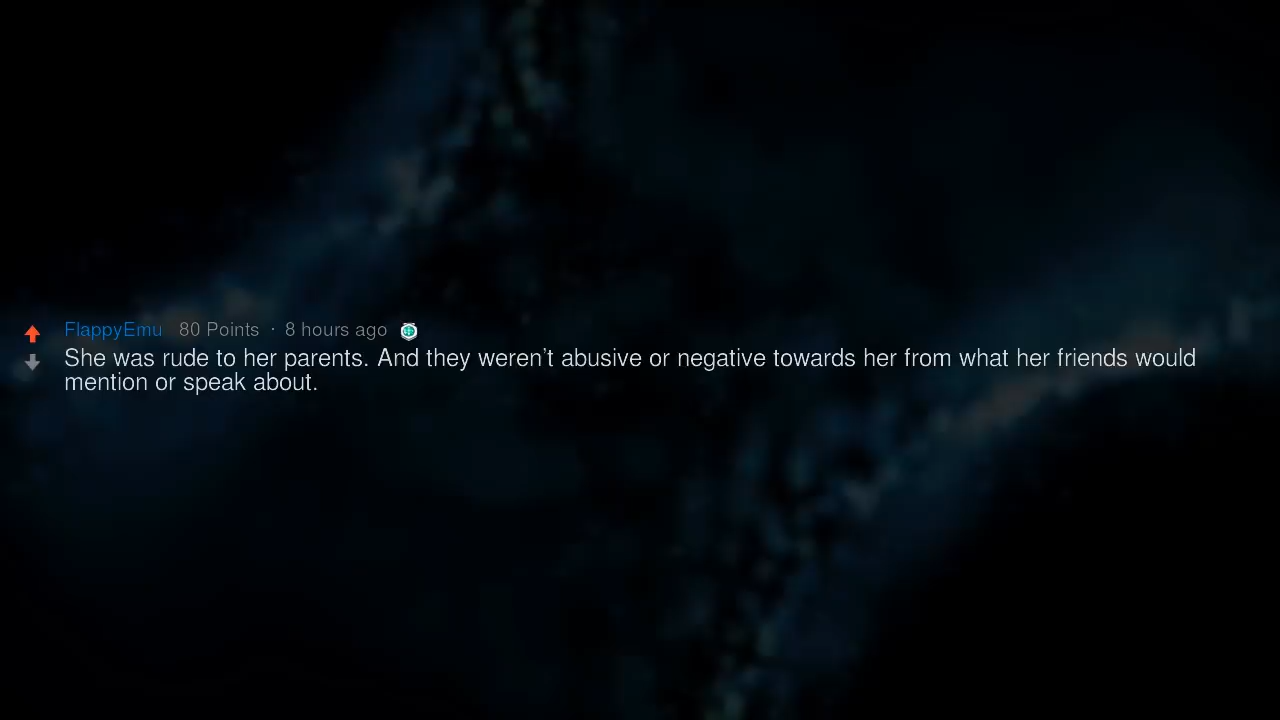 FlappyEmu 80 Points · 8 hours ago
She was rude to her parents. And they weren’t abusive or negative towards her from what her friends would
mention or speak about.